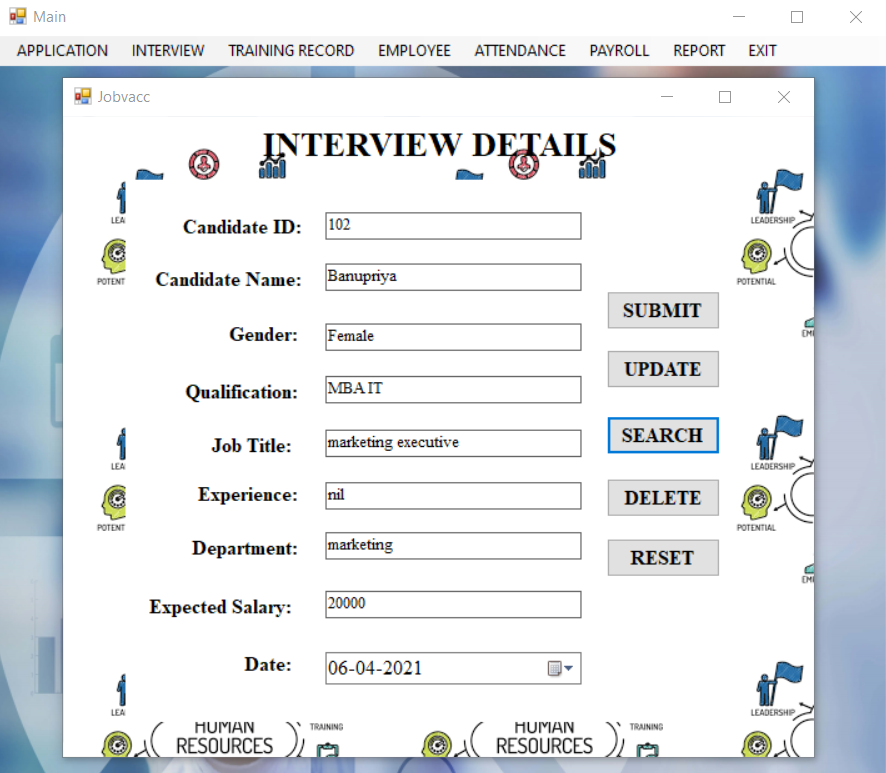 Main
APPLICATION INTERVIEW TRAINING RECORD EMPLOYEE ATTENDANCE PAYROLL REPORT EXIT
Jobvacc
INTERVIEW DETAILS
LEA
LEADERSHIP
POTENT
POTENTIAL
Candidate ID: 102
Candidate Name: Banupriya
SUBMIT
Gender: Female
EM
UPDATE
Qualification: MBA IT
Job Title: marketing executive
SEARCH
LEA
LEADERSHIP
Experience: nil
DELETE
POTENT
POTENTIAL
Department: marketing
RESET
EM
Expected Salary: 20000
Date: 06-04-2021
LEA
LEADERSHIP
HUMAN RESOURCES
TRAINING
HUMAN RESOURCES
TRAINING